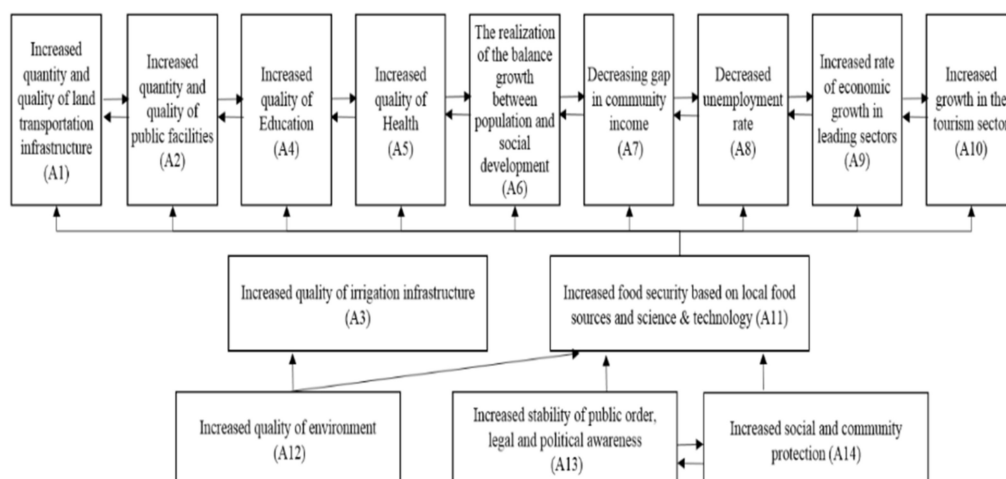 Increased
quantity and
quality of land
transportation
infrastructure
(A1)
Increased
quantity and
quality of
public facilities
(A2)
Increased
quality of
Education
(A4)
Increased
quality of
Health
(A5)
The realization
of the balance
growth
between
population and
social
development
(A6)
Decreasing gap
in community
income
(A7)
Decreased
unemployment
rate
(A8)
Increased rate
of economic
growth in
leading sectors
(A9)
Increased
growth in the
tourism sector
(A10)
Increased quality of irrigation infrastructure
(A3)
Increased food security based on local food
sources and science & technology (A11)
Increased quality of environment
(A12)
Increased stability of public order,
legal and political awareness
(A13)
Increased social and community
protection (A14)